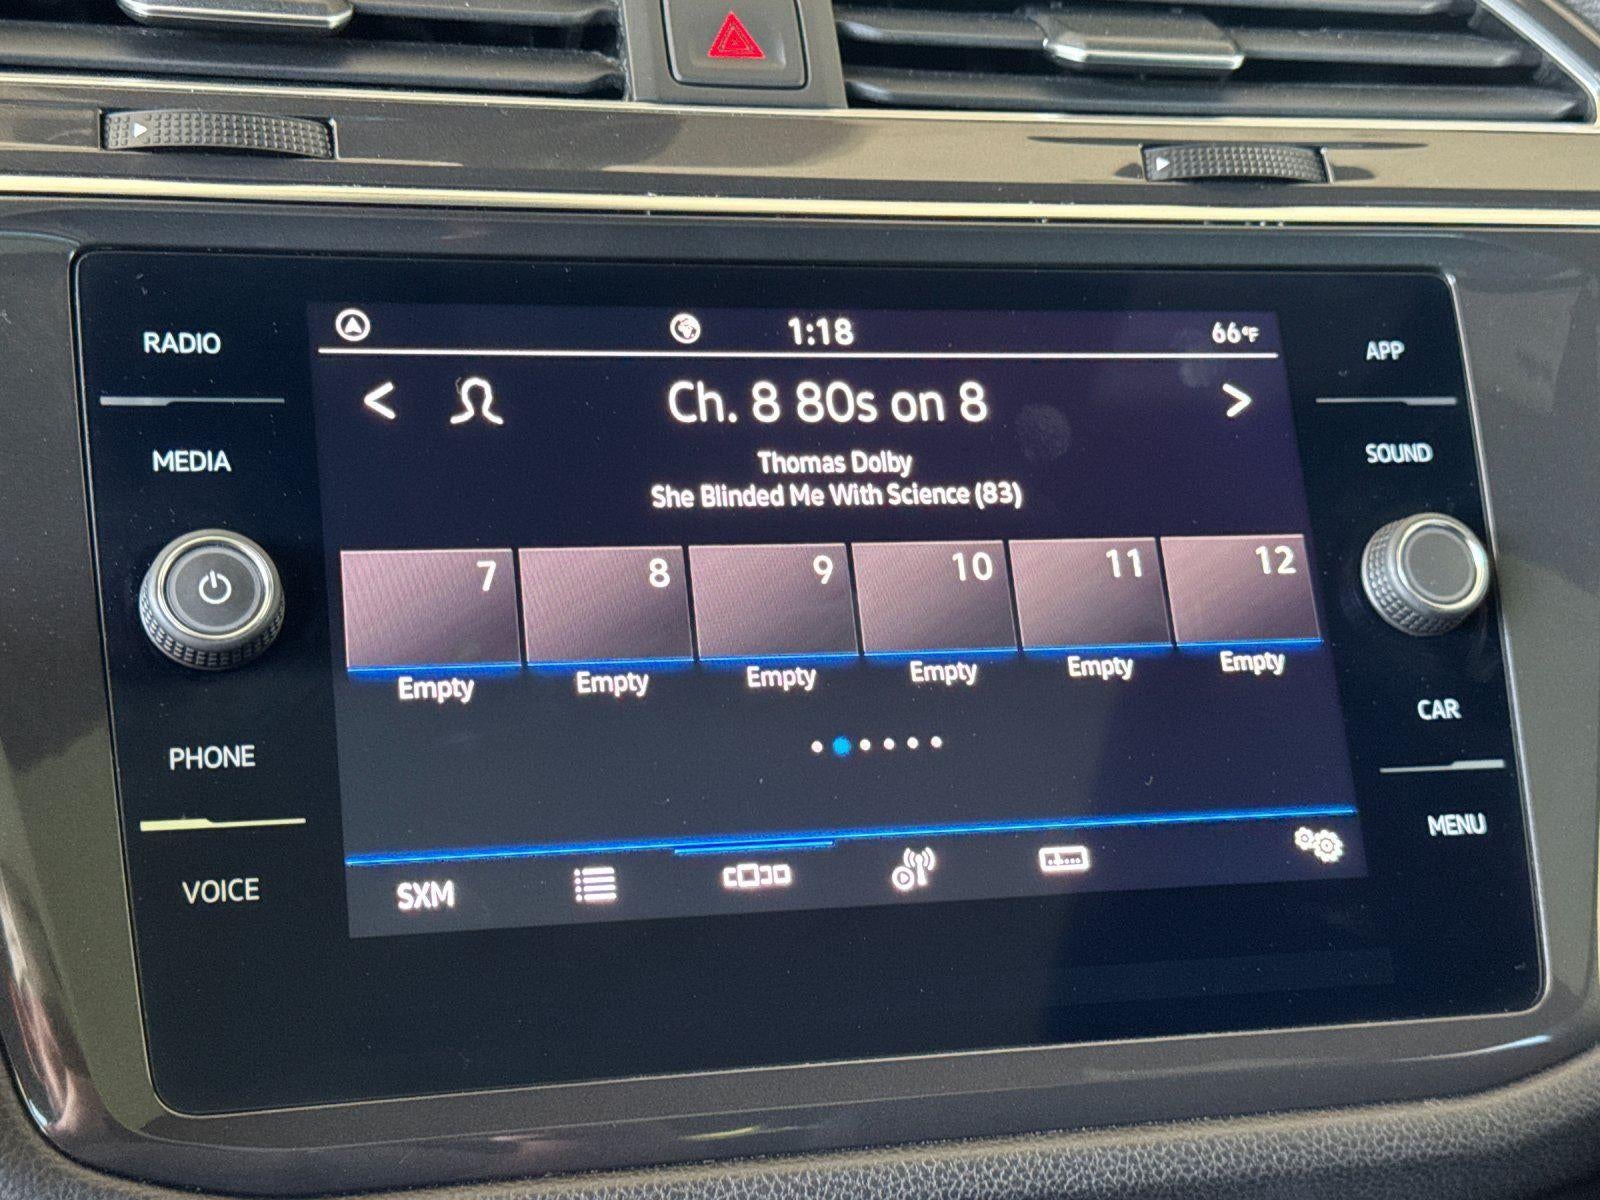 RADIO
MEDIA
PHONE
VOICE
1:18
66°F
< Ch. 8 80s on 8 >
Thomas Dolby
She Blinded Me With Science (83)
7 8 9 10 11 12
Empty Empty Empty Empty Empty Empty
SXM
APP
SOUND
CAR
MENU